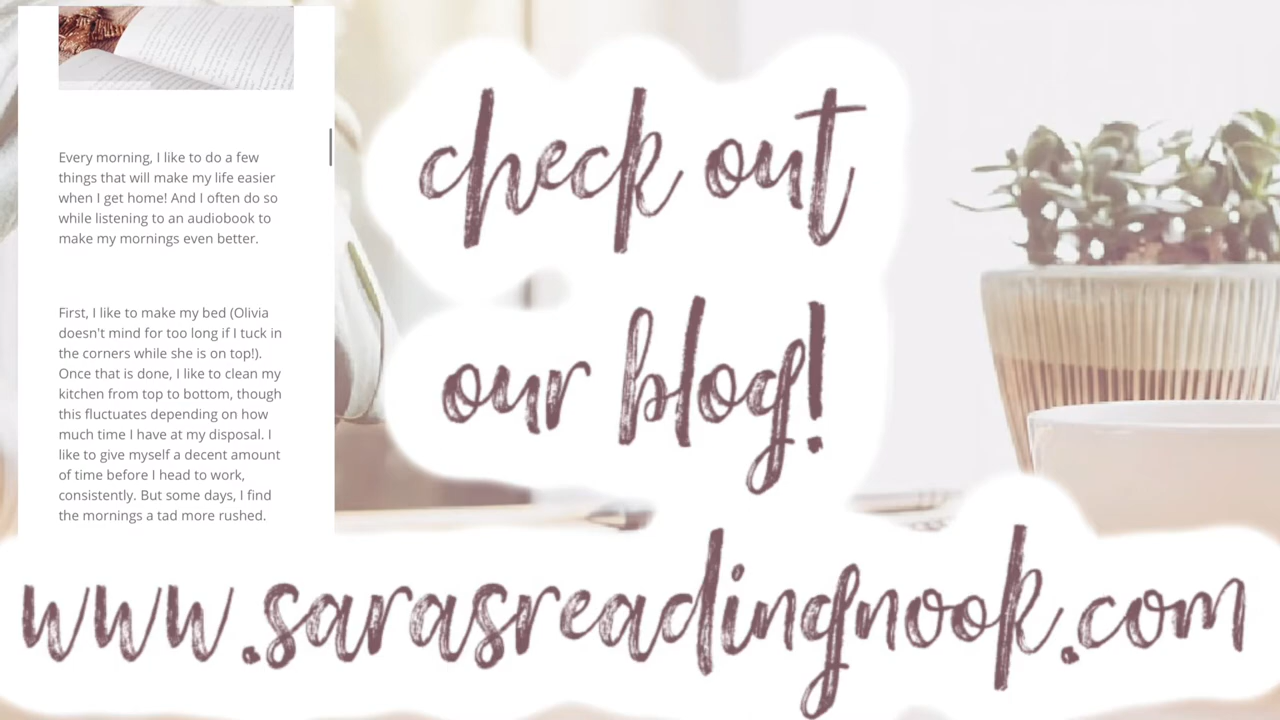 Every morning, I like to do a few
things that will make my life easier
when I get home! And I often do so
while listening to an audiobook to
make my mornings even better.
First, I like to make my bed (Olivia
doesn't mind for too long if I tuck in
the corners while she is on top!).
Once that is done, I like to clean my
kitchen from top to bottom, though
this fluctuates depending on how
much time I have at my disposal. I
like to give myself a decent amount
of time before I head to work,
consistently. But some days, I find
the mornings a tad more rushed.
check out
our blog!
www.sarasreadingnook.com